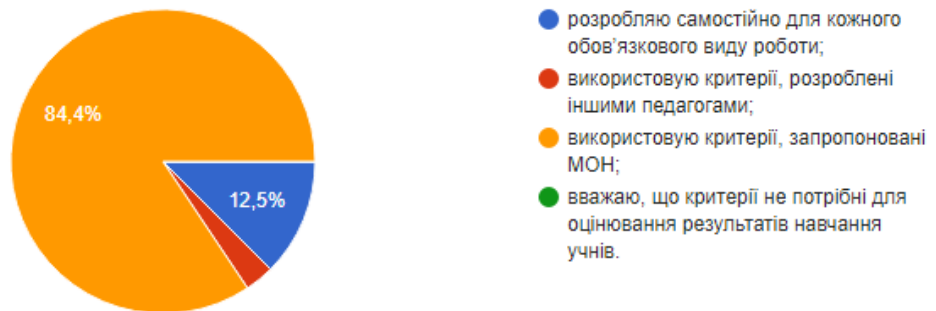 84,4%
12,5%
розробляю самостійно для кожного
обов’язкового виду роботи;
використовую критерії, розроблені
іншими педагогами;
використовую критерії, запропоновані
МОН;
вважаю, що критерії не потрібні для
оцінювання результатів навчання
учнів.